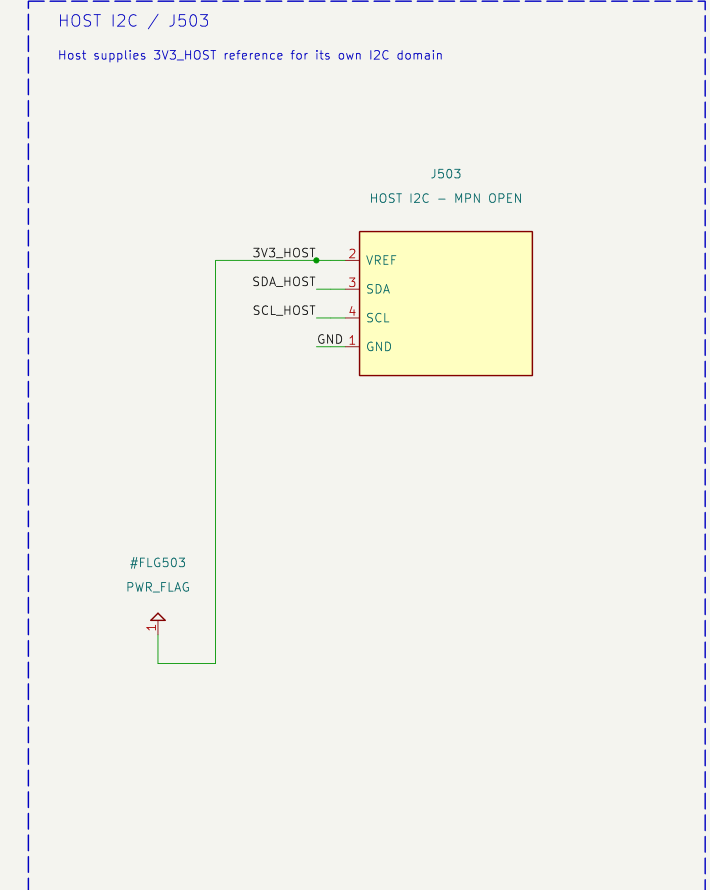 HOST I2C / J503
Host supplies 3V3_HOST reference for its own I2C domain
J503
HOST I2C - MPN OPEN
3V3_HOST 2 VREF
SDA_HOST 3 SDA
SCL_HOST 4 SCL
GND 1 GND
#FLG503
PWR_FLAG
1